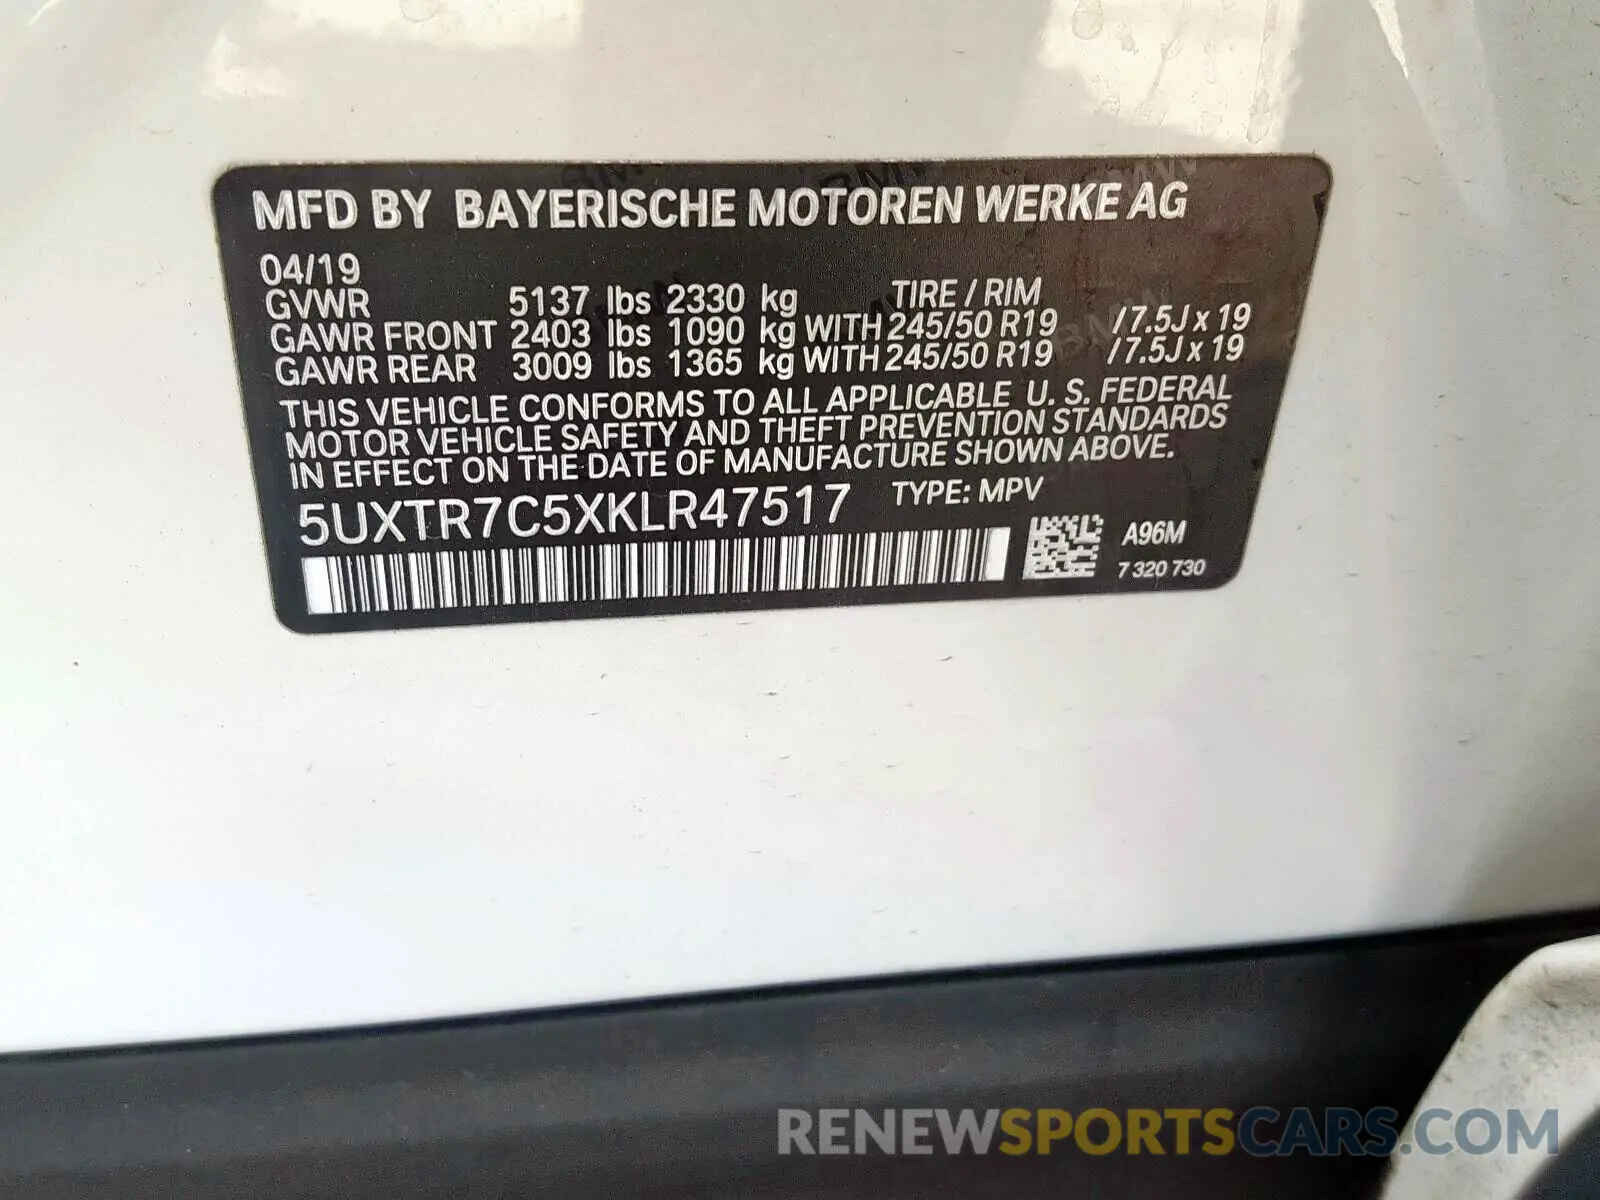 MFD BY BAYERISCHE MOTOREN WERKE AG
04/19
GVWR 5137 lbs 2330 kg TIRE / RIM
GAWR FRONT 2403 lbs 1090 kg WITH 245/50 R19 /7.5J x 19
GAWR REAR 3009 lbs 1365 kg WITH 245/50 R19 /7.5J x 19
THIS VEHICLE CONFORMS TO ALL APPLICABLE U. S. FEDERAL
MOTOR VEHICLE SAFETY AND THEFT PREVENTION STANDARDS
IN EFFECT ON THE DATE OF MANUFACTURE SHOWN ABOVE.
5UXTR7C5XKLR47517 TYPE: MPV
A96M
7 320 730
RENEWSPORTSCARS.COM